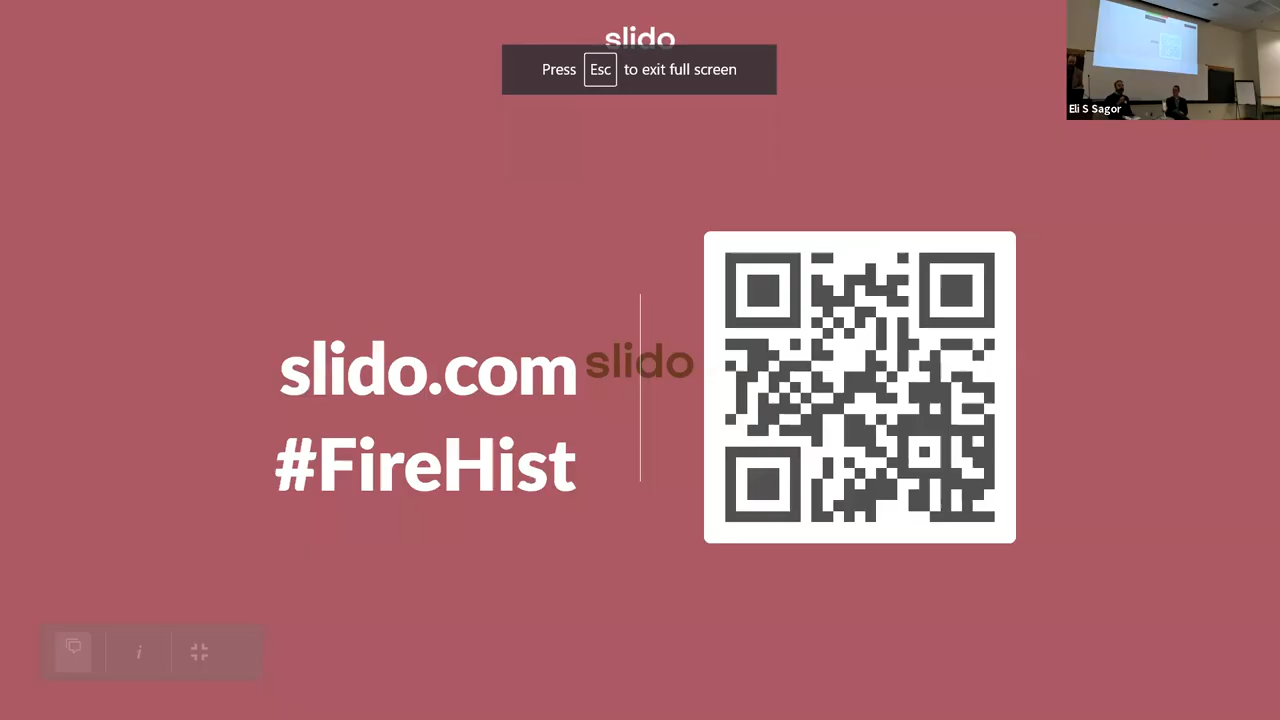 slido
Press Esc to exit full screen
Eli S Sagor
slido.com
slido
#FireHist
i